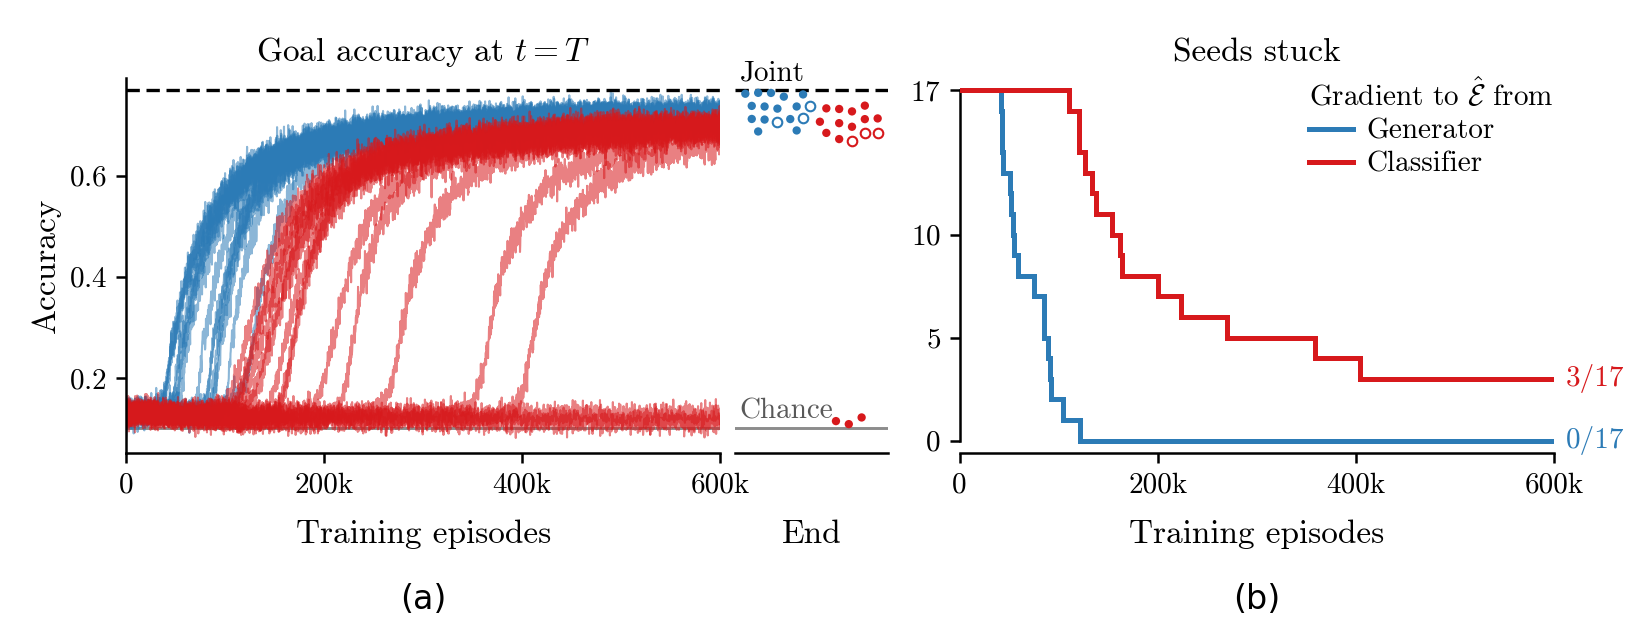 Goal accuracy at t = T
Accuracy
0.6
0.4
0.2
0
200k
400k
600k
Training episodes
Joint
Chance
End
(a)
Seeds stuck
17
10
5
0
Gradient to $\hat{\mathcal{E}}$ from
Generator
Classifier
3/17
0/17
0
200k
400k
600k
Training episodes
(b)